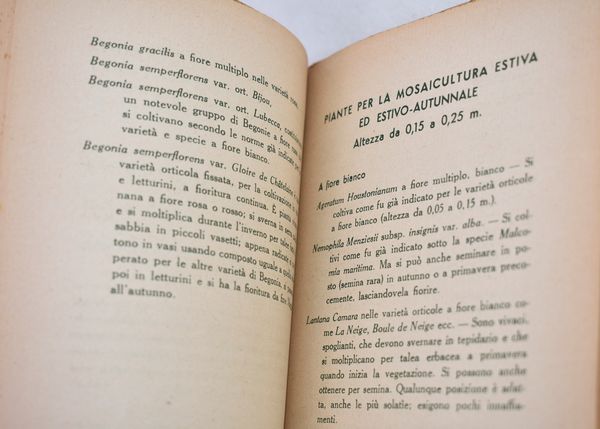 Begonia gracilis a fiore multiplo nelle varietà
Begonia semperflorens var. ort. Bijou,
Begonia semperflorens var. ort. Lubecca,
un notevole gruppo di Begonie a fiore
si coltivano secondo le norme già indicate
varietà e specie a fiore bianco.
Begonia semperflorens var. Gloire de Châtelaine
varietà orticola fissata, per la coltivazione in
e letturini, a fioritura continua. È pianta
nana a fiore rosa o rosso; si sverna in serra
e si moltiplica durante l'inverno per talea
sabbia in piccoli vasetti; appena radicate
tono in vasi usando composto uguale a quello
perato per le altre varietà di Begonia,
poi in letturini e si ha la fioritura da fine
all'autunno.
PIANTE PER LA MOSAICULTURA ESTIVA
ED ESTIVO-AUTUNNALE
Altezza da 0,15 a 0,25 m.
A fiore bianco
Ageratum Houstonianum a fiore multiplo, bianco — Si
coltiva come fu già indicato per le varietà orticole
a fiore bianco (altezza da 0,05 a 0,15 m.).
Nemophila Menziesii subsp. insignis var. alba. — Si col-
tivi come fu già indicato sotto la specie Malco-
mia maritima. Ma si può anche seminare in po-
sto (semina rara) in autunno o a primavera preco-
cemente, lasciandovela fiorire.
Lantana Camara nelle varietà orticole a fiore bianco co-
me La Neige, Boule de Neige ecc. — Sono vivaci,
spoglianti, che devono svernare in tepidario e che
si moltiplicano per talea erbacea a primavera
quando inizia la vegetazione. Si possono anche
ottenere per semina. Qualunque posizione è adat-
ta, anche le più solatìe; esigono pochi innaffia-
menti.